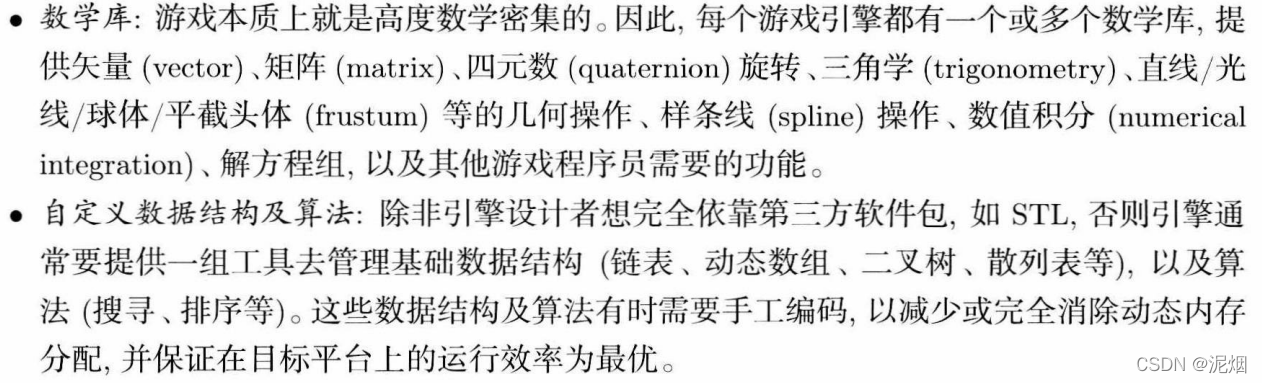 • 数学库: 游戏本质上就是高度数学密集的。因此, 每个游戏引擎都有一个或多个数学库, 提
供矢量 (vector)、矩阵 (matrix)、四元数 (quaternion) 旋转、三角学 (trigonometry)、直线/光
线/球体/平截头体 (frustum) 等的几何操作、样条线 (spline) 操作、数值积分 (numerical
integration)、解方程组, 以及其他游戏程序员需要的功能。
• 自定义数据结构及算法: 除非引擎设计者想完全依靠第三方软件包, 如 STL, 否则引擎通
常要提供一组工具去管理基础数据结构 (链表、动态数组、二叉树、散列表等), 以及算
法 (搜寻、排序等)。这些数据结构及算法有时需要手工编码, 以减少或完全消除动态内存
分配, 并保证在目标平台上的运行效率为最优。
CSDN @泥烟